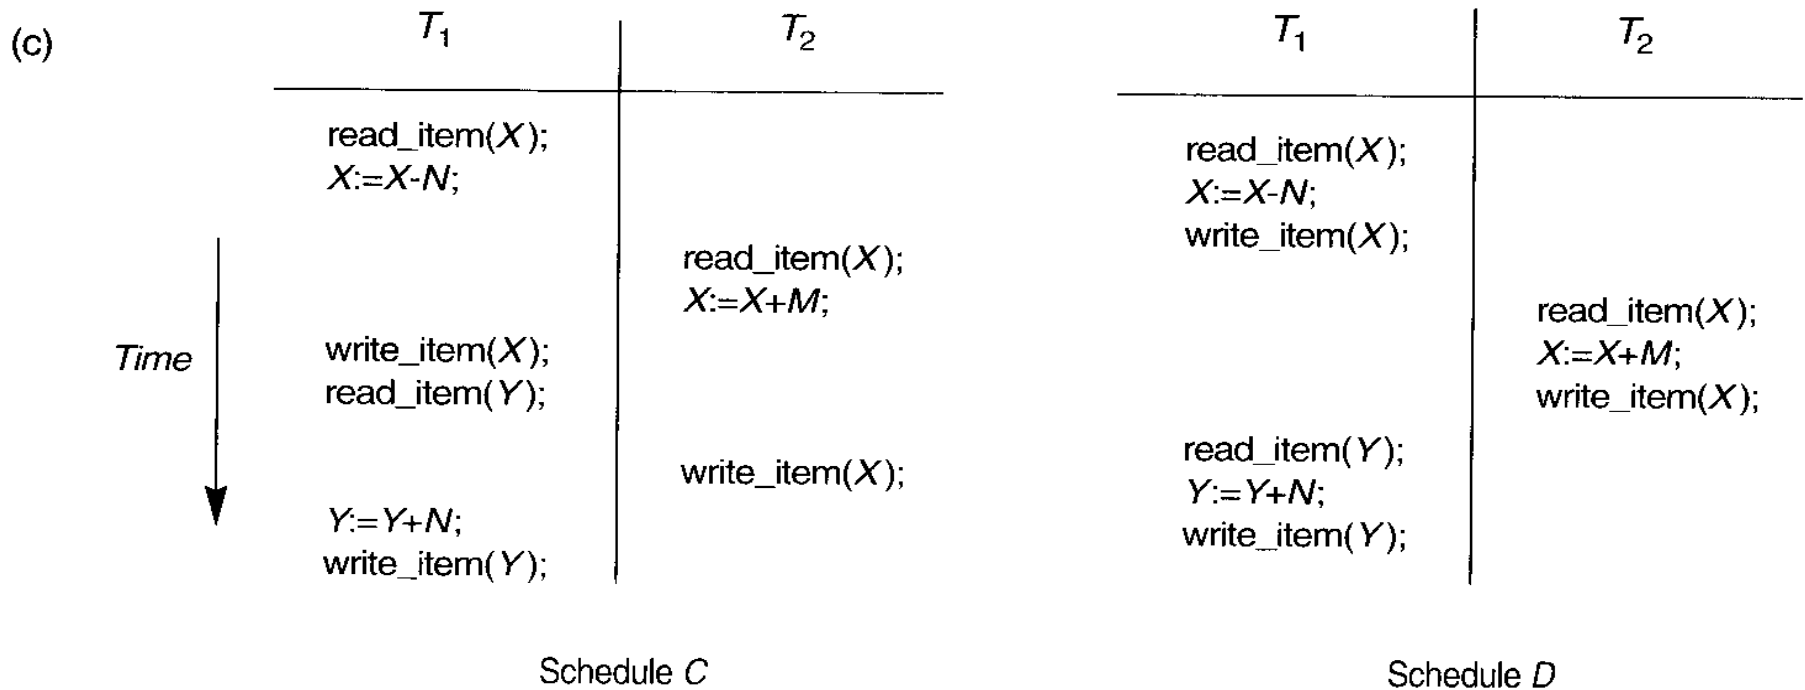 (c)
T1 T2
read_item(X);
X:=X-N;
read_item(X);
X:=X+M;
Time
write_item(X);
read_item(Y);
write_item(X);
Y:=Y+N;
write_item(Y);
Schedule C
T1 T2
read_item(X);
X:=X-N;
write_item(X);
read_item(X);
X:=X+M;
write_item(X);
read_item(Y);
Y:=Y+N;
write_item(Y);
Schedule D